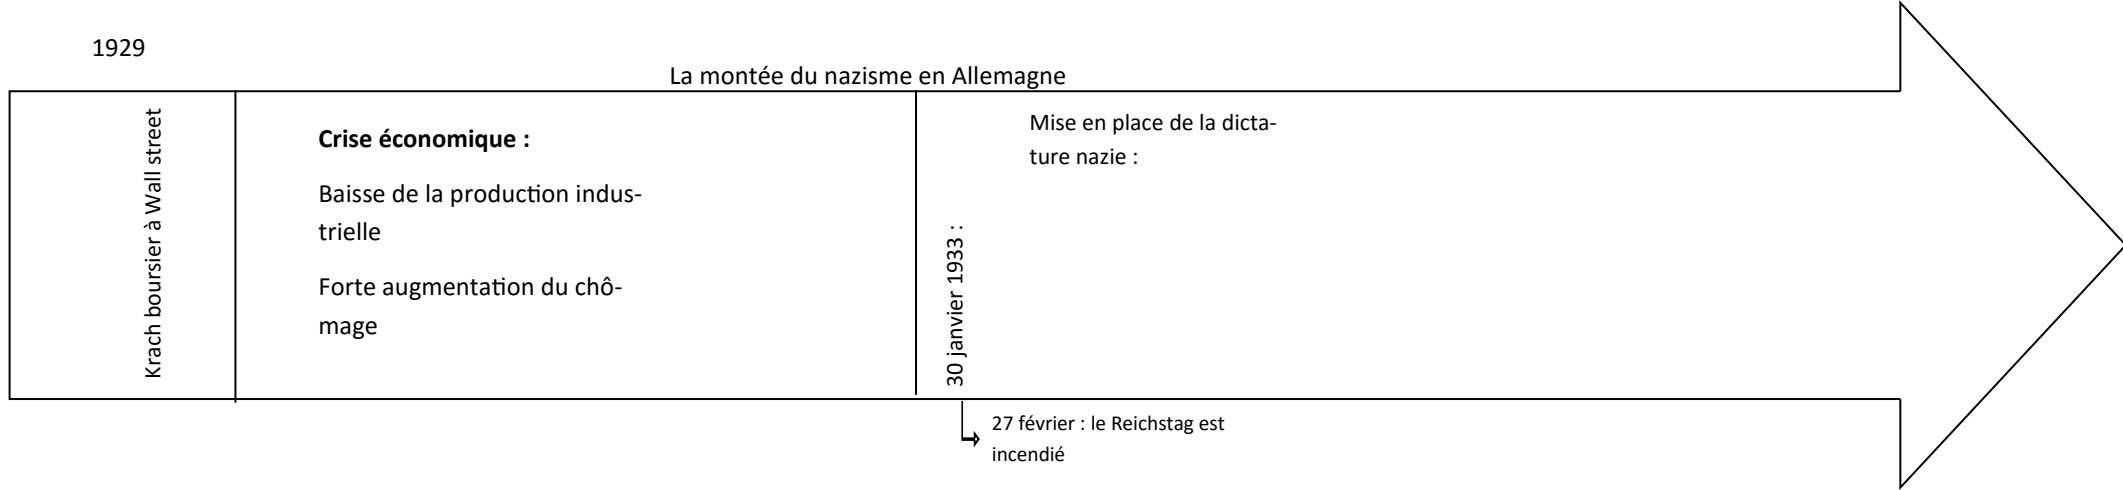 1929
La montée du nazisme en Allemagne
Krach boursier à Wall street
Crise économique :
Baisse de la production indus-
trielle
Forte augmentation du chô-
mage
30 janvier 1933 :
Mise en place de la dicta-
ture nazie :
27 février : le Reichstag est
incendié